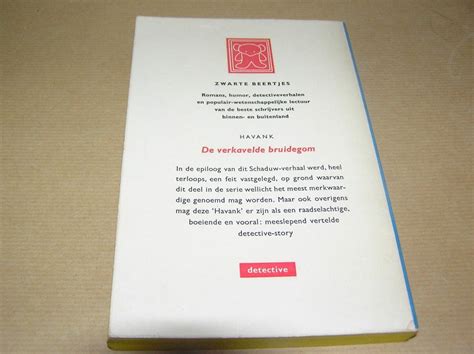 ZWARTE BEERTJES
Romans, humor, detectiveverhalen
en populair-wetenschappelijke lectuur
van de beste schrijvers uit
binnen- en buitenland
HAVANK
De verkavelde bruidegom
In de epiloog van dit Schaduw-verhaal werd, heel
terloops, een feit vastgelegd, op grond waarvan
dit deel in de serie wellicht het meest merkwaar-
dige genoemd mag worden. Maar ook overigens
mag deze 'Havank' er zijn als een raadselachtige,
boeiende en vooral: meeslepend vertelde
detective-story
detective